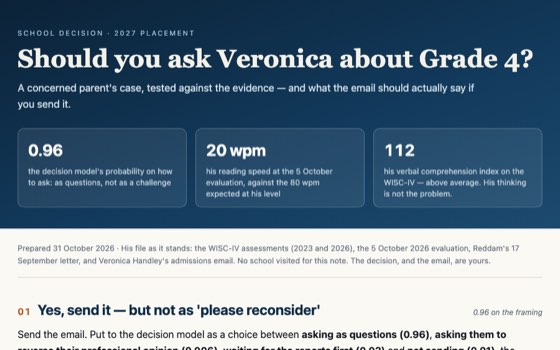 SCHOOL DECISION · 2027 PLACEMENT
Should you ask Veronica about Grade 4?
A concerned parent's case, tested against the evidence — and what the email should actually say if
you send it.
0.96
the decision model's probability on how
to ask: as questions, not as a challenge
20 wpm
his reading speed at the 5 October
evaluation, against the 80 wpm
expected at his level
112
his verbal comprehension index on the
WISC-IV — above average. His thinking
is not the problem.
Prepared 31 October 2026 · His file as it stands: the WISC-IV assessments (2023 and 2026), the 5 October 2026 evaluation, Reddam's 17
September letter, and Veronica Handley's admissions email. No school visited for this note. The decision, and the email, are yours.
01 Yes, send it — but not as 'please reconsider'
0.96 on the framing
Send the email. Put to the decision model as a choice between asking as questions (0.96), asking them to